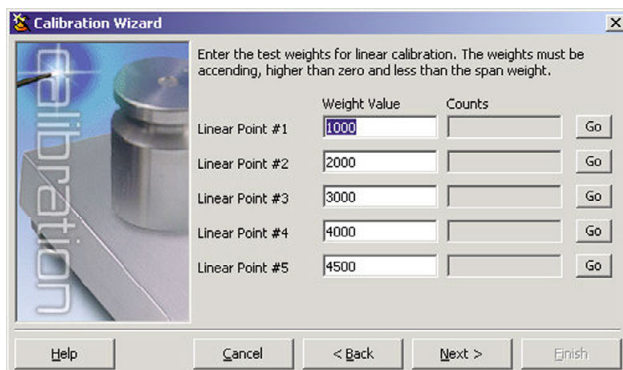 Calibration Wizard
Calibration
Enter the test weights for linear calibration. The weights must be
accending, higher than zero and less than the span weight.
Weight Value Counts
Linear Point #1 1000 Go
Linear Point #2 2000 Go
Linear Point #3 3000 Go
Linear Point #4 4000 Go
Linear Point #5 4500 Go
Help Cancel < Back Next > Finish